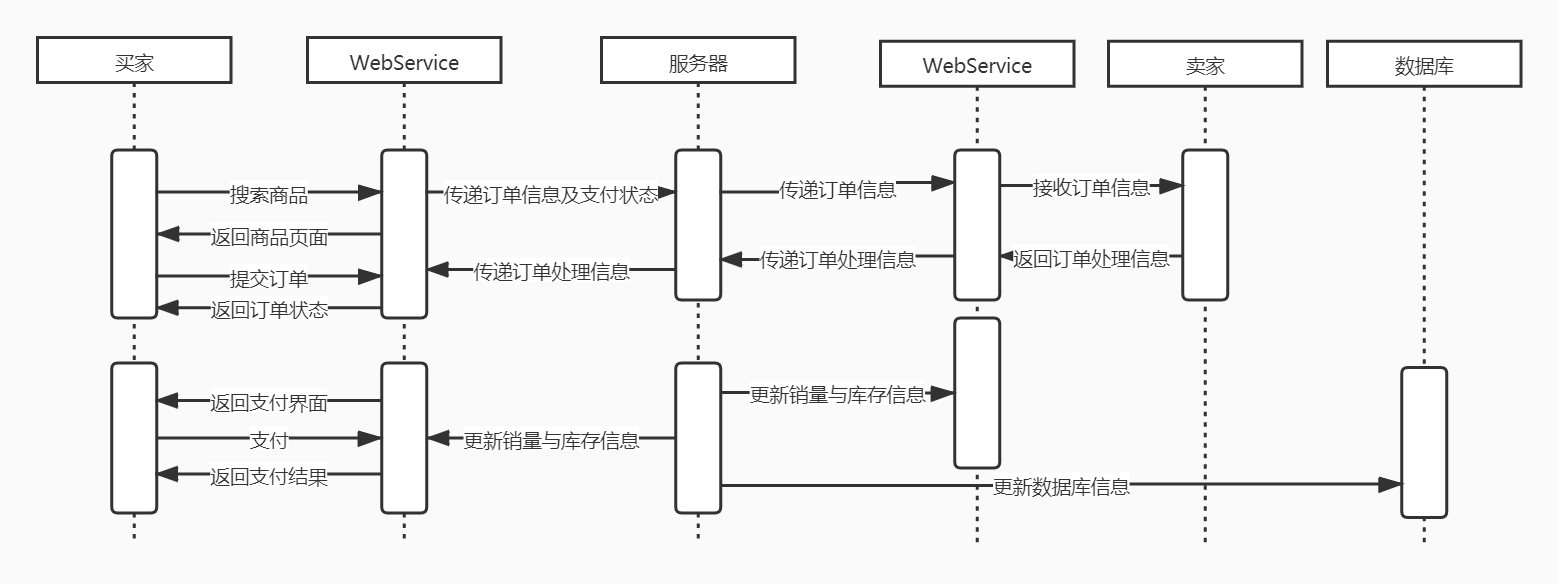 买家
WebService
服务器
WebService
卖家
数据库
搜索商品
传递订单信息及支付状态
传递订单信息
接收订单信息
返回商品页面
传递订单处理信息
返回订单处理信息
提交订单
传递订单处理信息
返回订单状态
返回支付界面
更新销量与库存信息
支付
更新销量与库存信息
返回支付结果
更新数据库信息